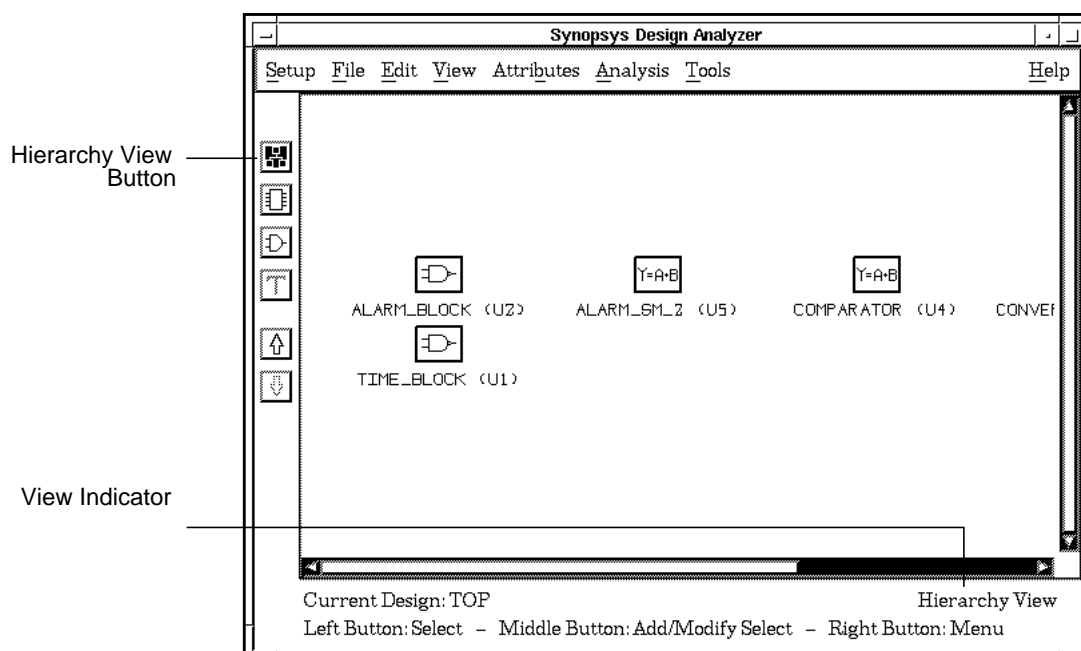 Synopsys Design Analyzer
Setup File Edit View Attributes Analysis Tools Help
Hierarchy View
Button
Y=A+B
Y=A+B
ALARM_BLOCK (U2) ALARM_SM_2 (U5) COMPARATOR (U4) CONVER
TIME_BLOCK (U1)
View Indicator
Current Design: TOP Hierarchy View
Left Button: Select – Middle Button: Add/Modify Select – Right Button: Menu